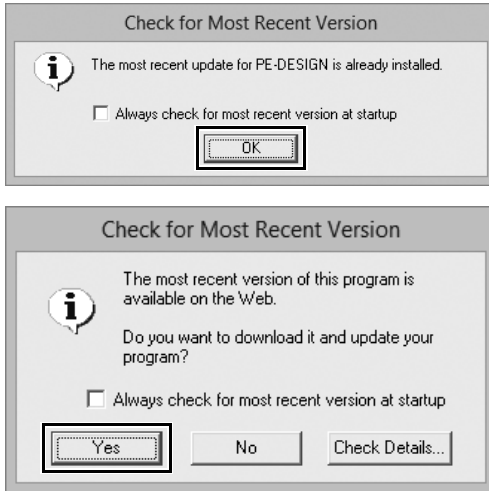 Check for Most Recent Version
The most recent update for PE-DESIGN is already installed.
Always check for most recent version at startup
OK
Check for Most Recent Version
The most recent version of this program is
available on the Web.
Do you want to download it and update your
program?
Always check for most recent version at startup
Yes No Check Details...